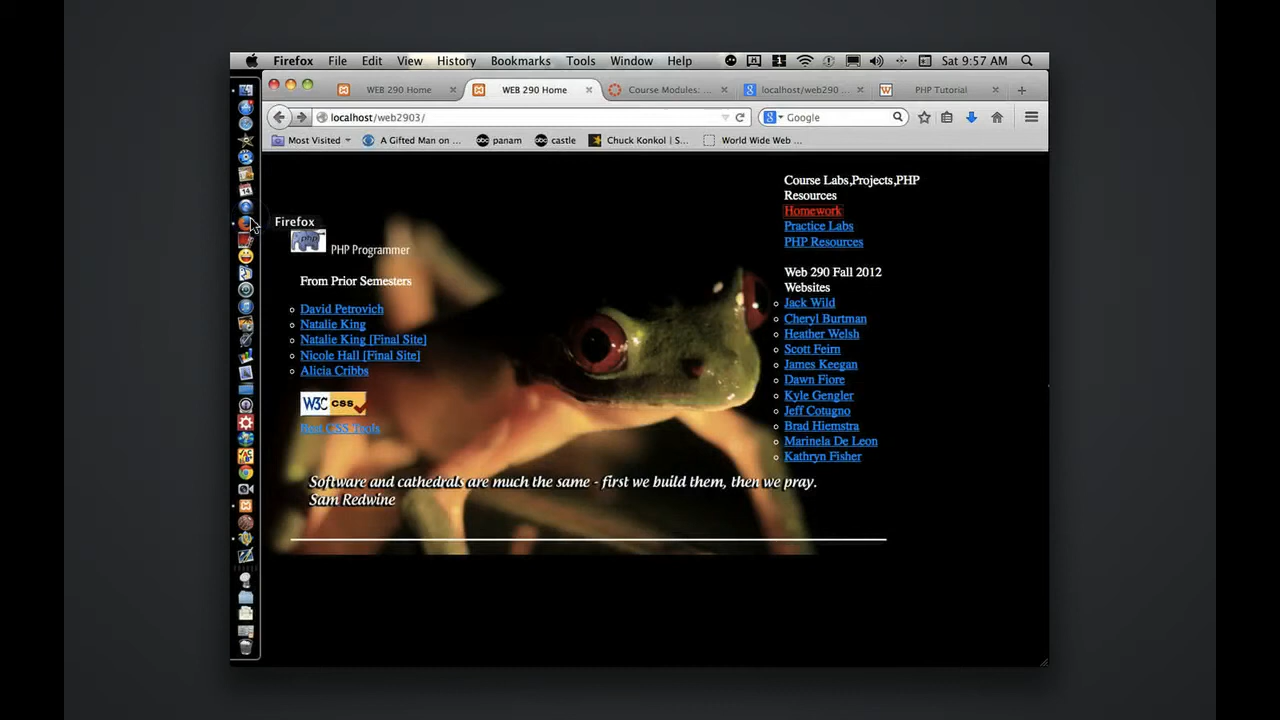 Firefox File Edit View History Bookmarks Tools Window Help 1 Sat 9:57 AM
WEB 290 Home WEB 290 Home Course Modules: ... localhost/web290 ... PHP Tutorial
localhost/web2903/ Google
Most Visited A Gifted Man on ... abc panam abc castle Chuck Konkol | S... World Wide Web ...
14
Firefox
php PHP Programmer
From Prior Semesters
David Petrovich
Natalie King
Natalie King [Final Site]
Nicole Hall [Final Site]
Alicia Cribbs
W3C css
Best CSS Tools
Course Labs,Projects,PHP
Resources
Homework
Practice Labs
PHP Resources
Web 290 Fall 2012
Websites
Jack Wild
Cheryl Burtman
Heather Welsh
Scott Feirn
James Keegan
Dawn Fiore
Kyle Gengler
Jeff Cotugno
Brad Hiemstra
Marinela De Leon
Kathryn Fisher
Software and cathedrals are much the same - first we build them, then we pray.
Sam Redwine